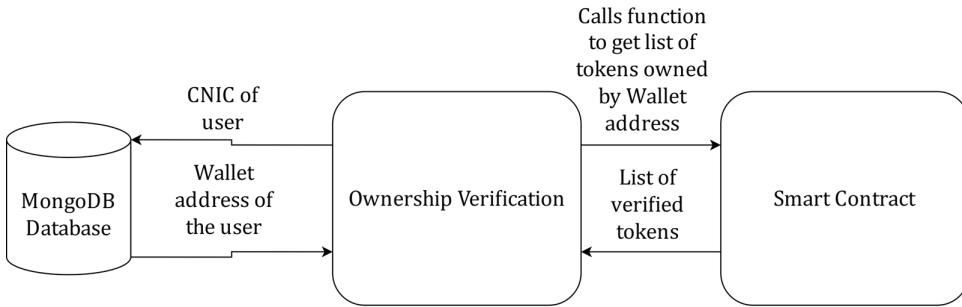 Calls function
to get list of
tokens owned
by Wallet
address
CNIC of
user
Wallet
address of
the user
MongoDB
Database
Ownership Verification
List of
verified
tokens
Smart Contract